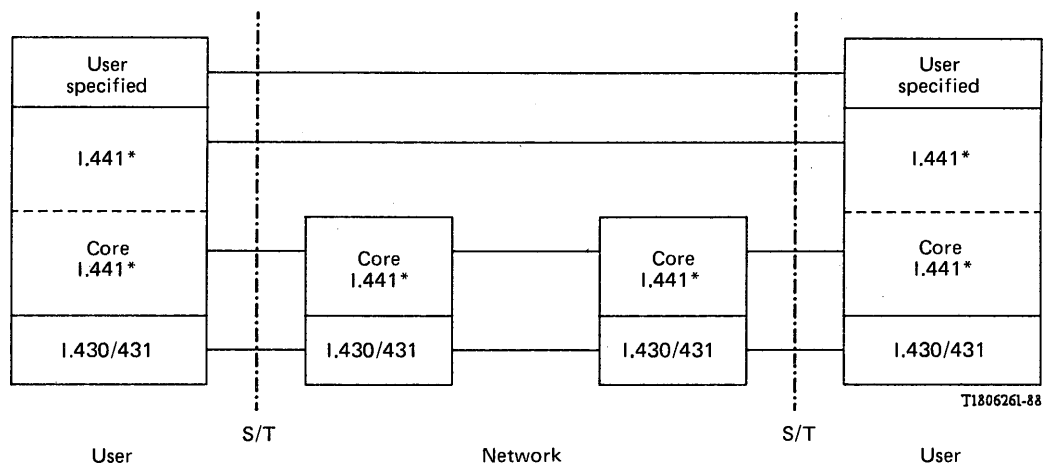 User
specified
I.441*
Core
I.441*
I.430/431
Core
I.441*
I.430/431
Core
I.441*
I.430/431
User
specified
I.441*
Core
I.441*
I.430/431
T1806261-88
S/T
S/T
User
Network
User